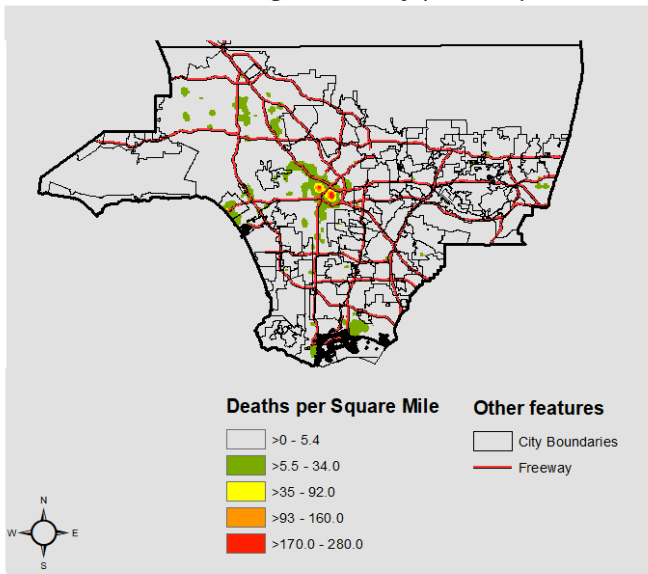 Deaths per Square Mile
>0 - 5.4
>5.5 - 34.0
>35 - 92.0
>93 - 160.0
>170.0 - 280.0
Other features
City Boundaries
Freeway
N
W E
S